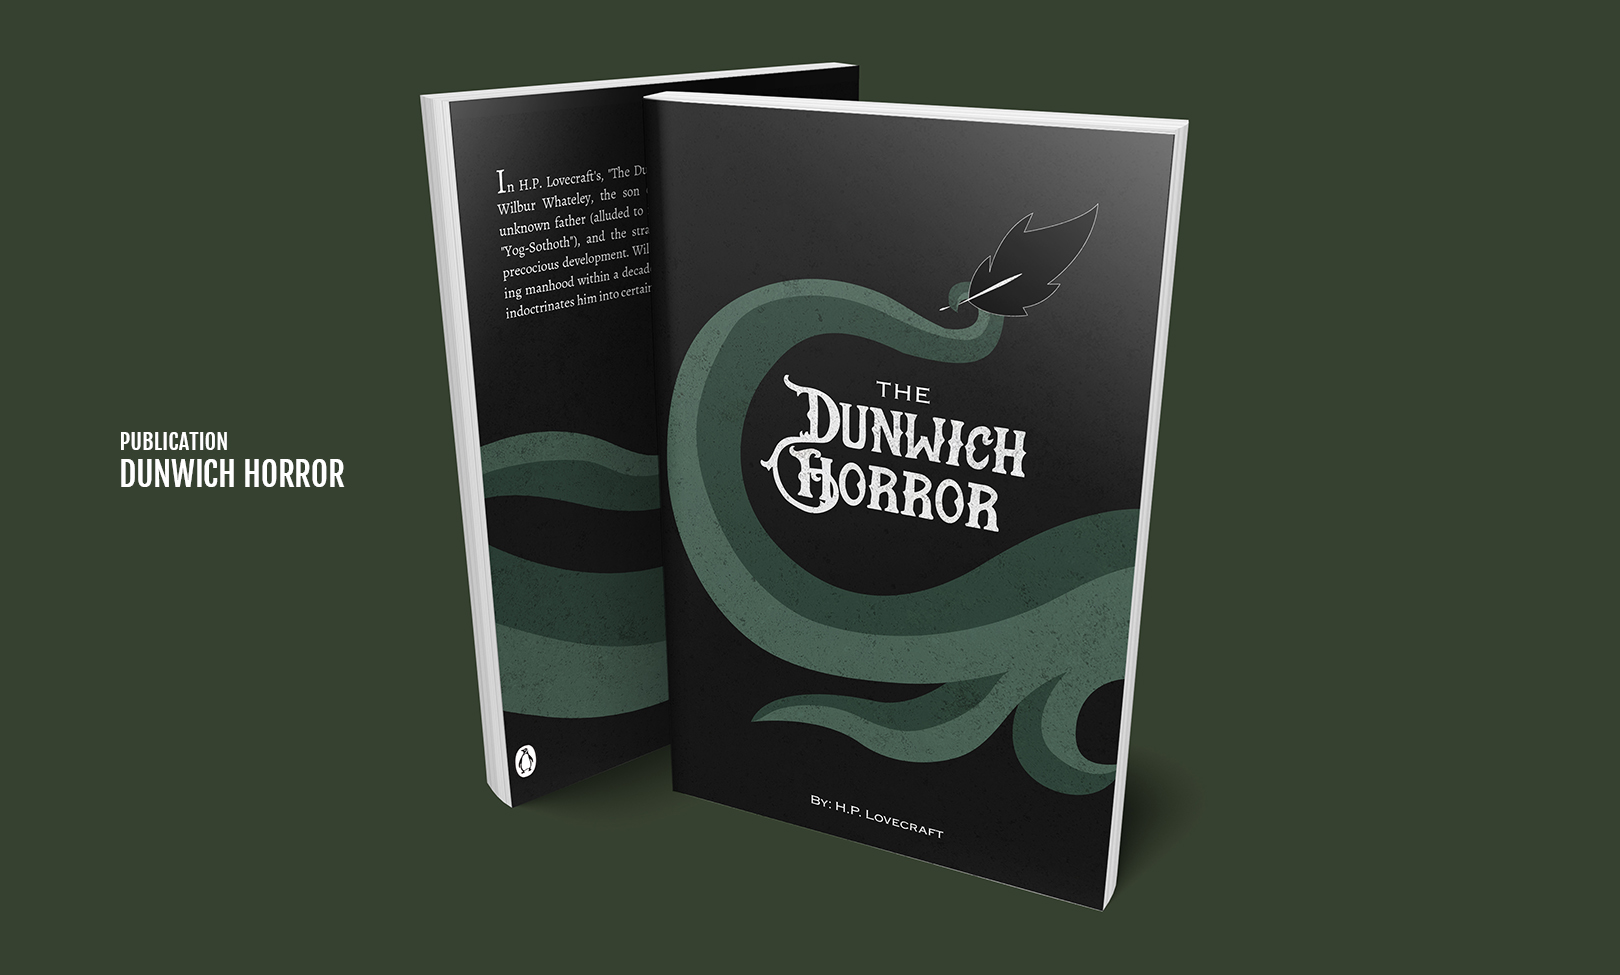 PUBLICATION
DUNWICH HORROR
In H.P. Lovecraft's, "The Du
Wilbur Whateley, the son
unknown father (alluded to
"Yog-Sothoth"), and the stra
precocious development. Wil
ing manhood within a decad
indoctrinates him into certain
THE
DUNWICH
HORROR
BY: H.P. LOVECRAFT